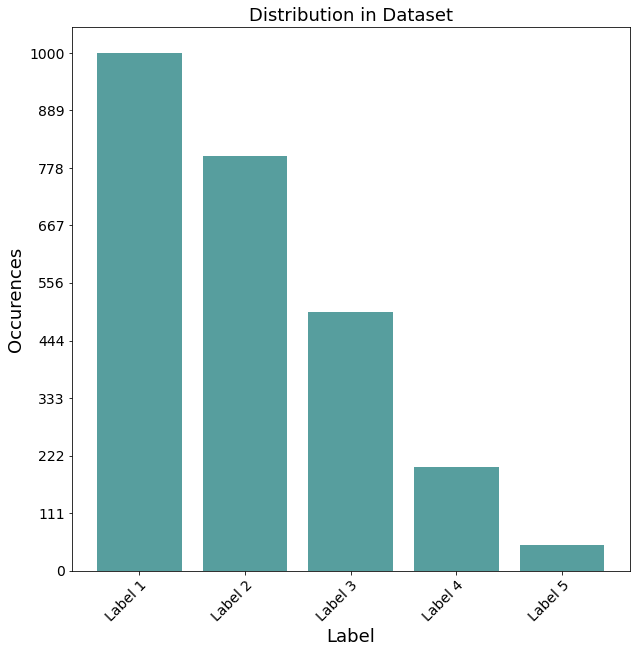 Distribution in Dataset
Occurences
1000
889
778
667
556
444
333
222
111
0
Label 1
Label 2
Label 3
Label 4
Label 5
Label